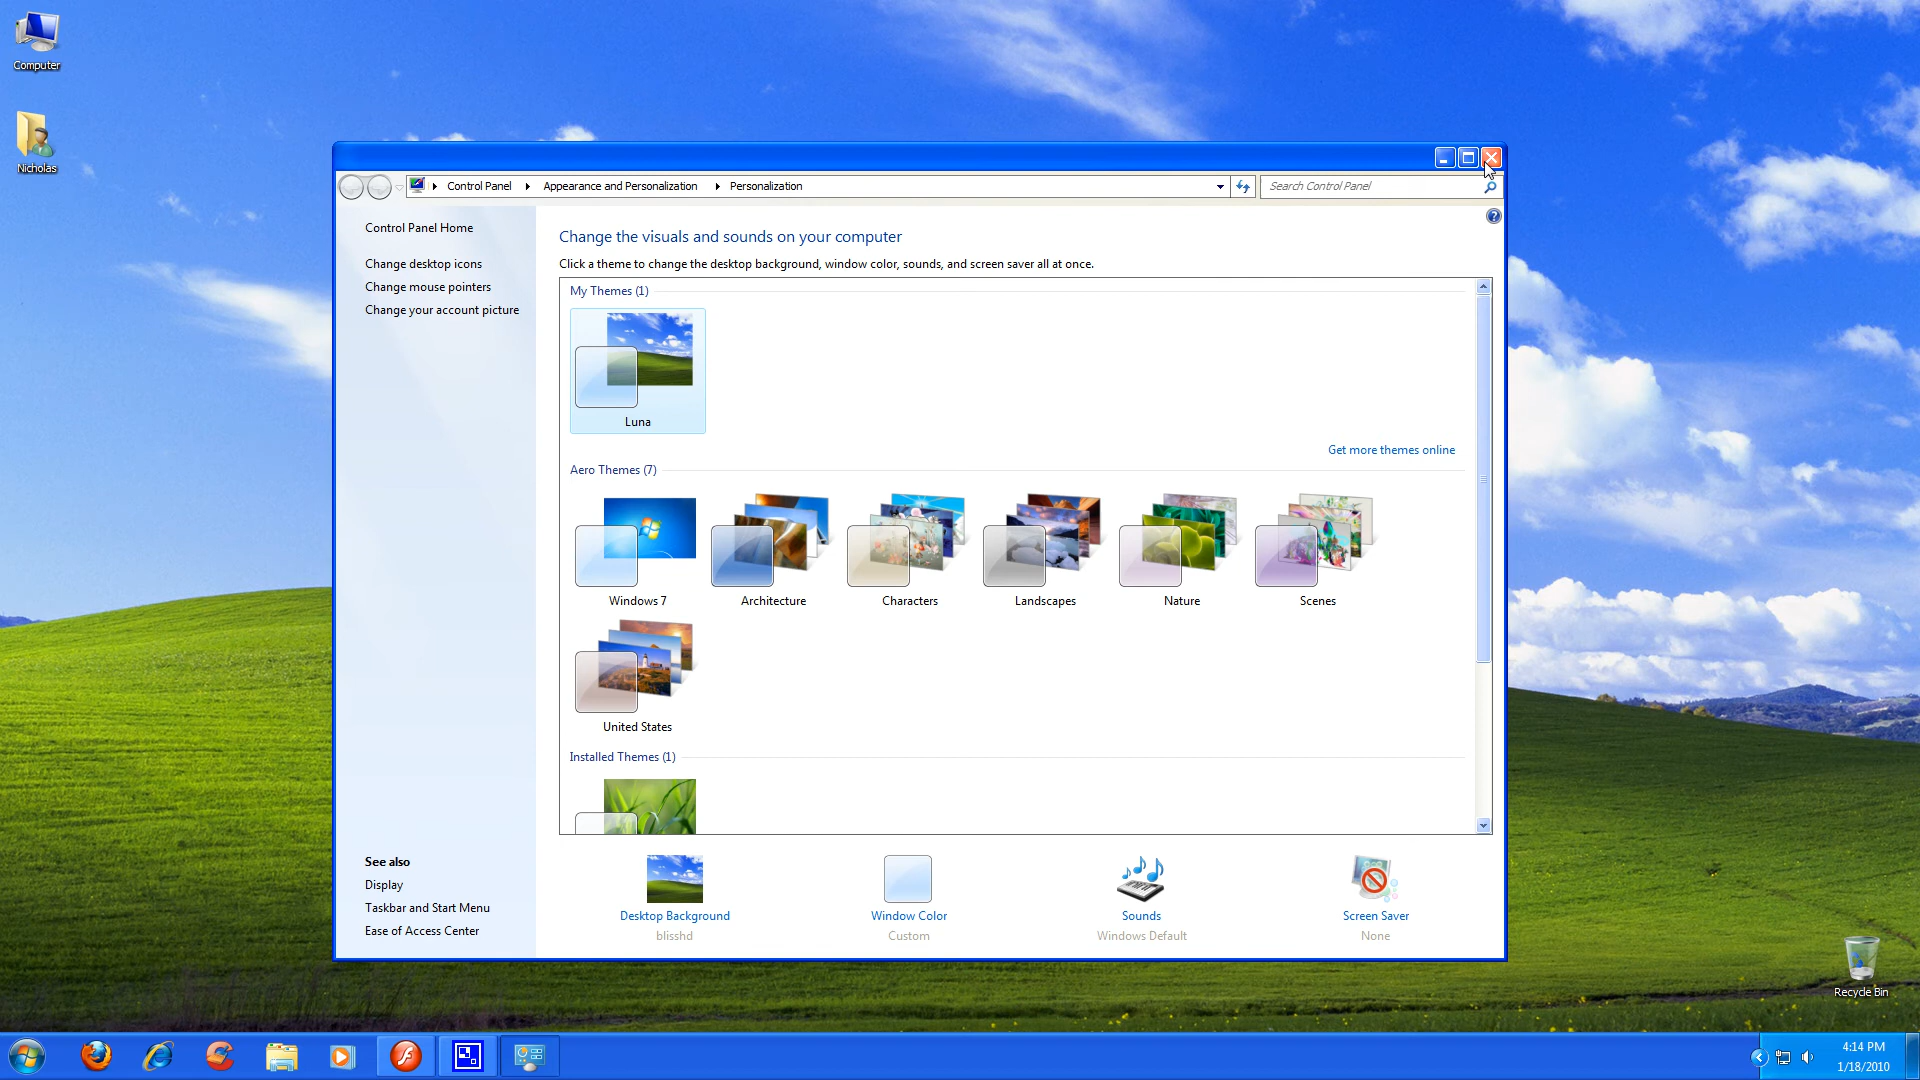 Computer
Nicholas
Control Panel
Appearance and Personalization
Personalization
Search Control Panel
Control Panel Home
Change desktop icons
Change mouse pointers
Change your account picture
Change the visuals and sounds on your computer
Click a theme to change the desktop background, window color, sounds, and screen saver all at once.
My Themes (1)
Luna
Get more themes online
Aero Themes (7)
Windows 7
Architecture
Characters
Landscapes
Nature
Scenes
United States
Installed Themes (1)
See also
Display
Taskbar and Start Menu
Ease of Access Center
Desktop Background
blisshd
Window Color
Custom
Sounds
Windows Default
Screen Saver
None
Recycle Bin
4:14 PM
1/18/2010